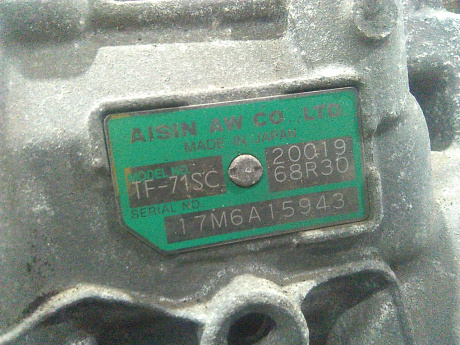 AISIN AW CO., LTD
MADE IN JAPAN
MODEL NO
TF-71SC
20019
68R30
SERIAL NO
17M6A15943